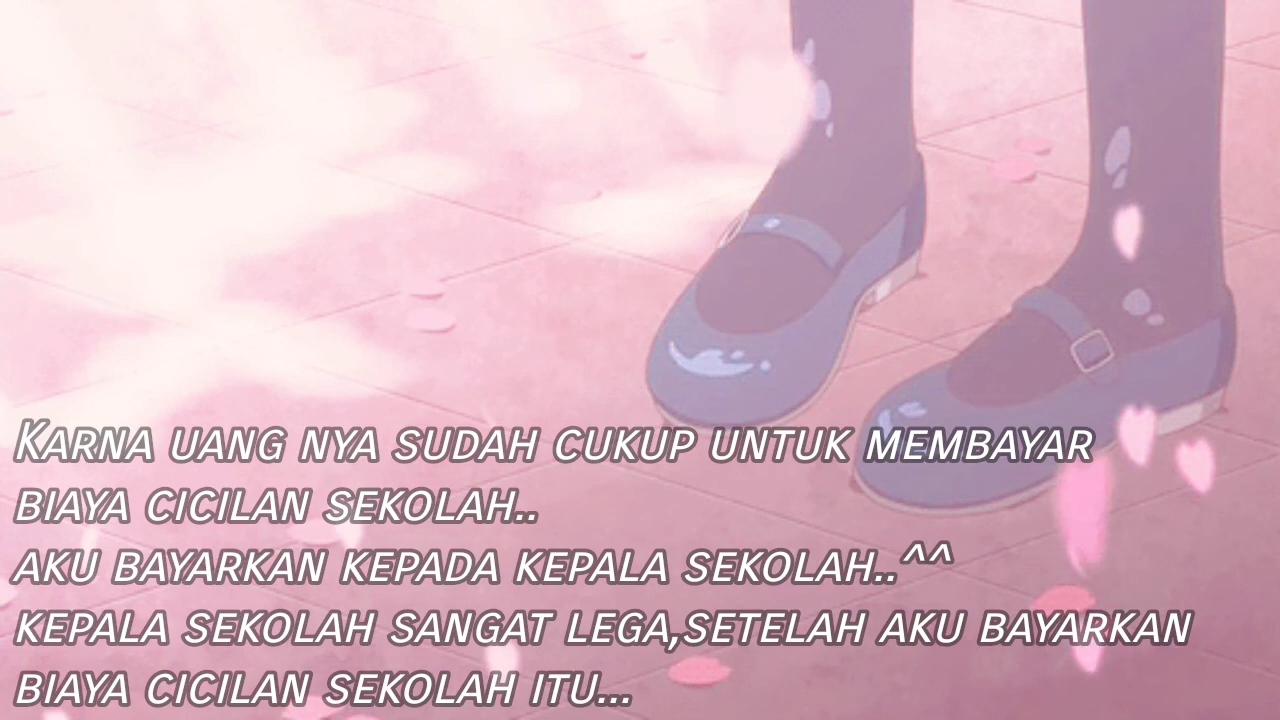 Karna uang nya sudah cukup untuk membayar
biaya cicilan sekolah..
aku bayarkan kepada kepala sekolah..^^
kepala sekolah sangat lega,setelah aku bayarkan
biaya cicilan sekolah itu...